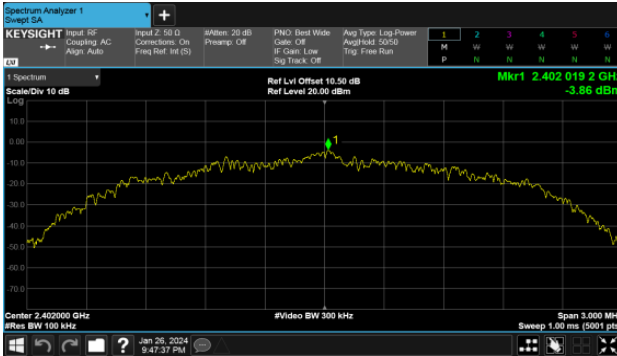 Spectrum Analyzer 1
Swept SA
KEYSIGHT
Input: RF
Coupling: AC
Align: Auto
Input Z: 50 Ω
Corrections: On
Freq Ref: Int (S)
#Atten: 20 dB
Preamp: Off
PNO: Best Wide
Gate: Off
IF Gain: Low
Sig Track: Off
Avg Type: Log-Power
Avg|Hold: 50/50
Trig: Free Run
1 2 3 4 5 6
M W W W W W
P N N N N N
LXI
1 Spectrum
Scale/Div 10 dB
Log
Ref Lvl Offset 10.50 dB
Ref Level 20.00 dBm
Mkr1 2.402 019 2 GHz
-3.86 dBm
1
10.0
0.00
-10.0
-20.0
-30.0
-40.0
-50.0
-60.0
-70.0
Center 2.402000 GHz
#Res BW 100 kHz
#Video BW 300 kHz
Span 3.000 MHz
Sweep 1.00 ms (5001 pts)
?
Jan 26, 2024
9:47:37 PM